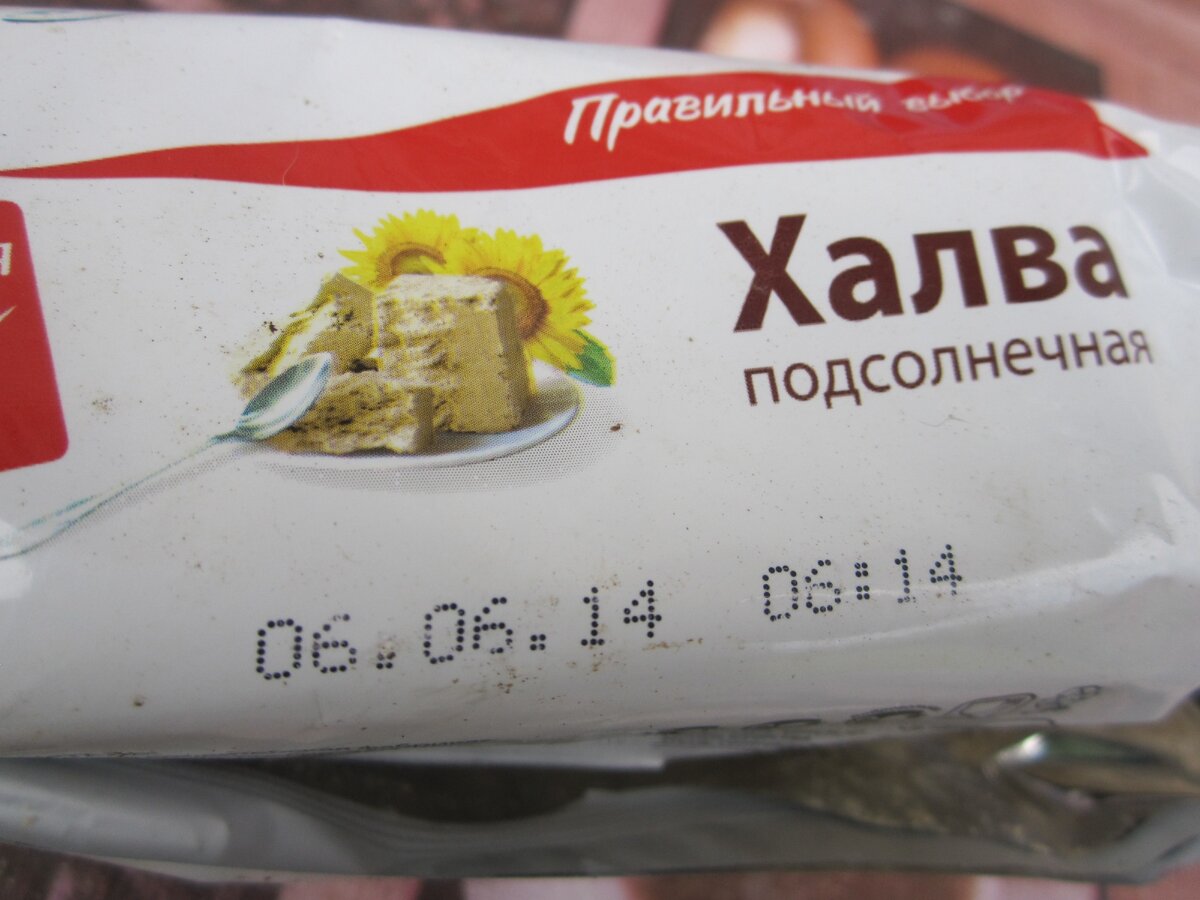 Правильный выбор
Халва
подсолнечная
06.06.14 06:14